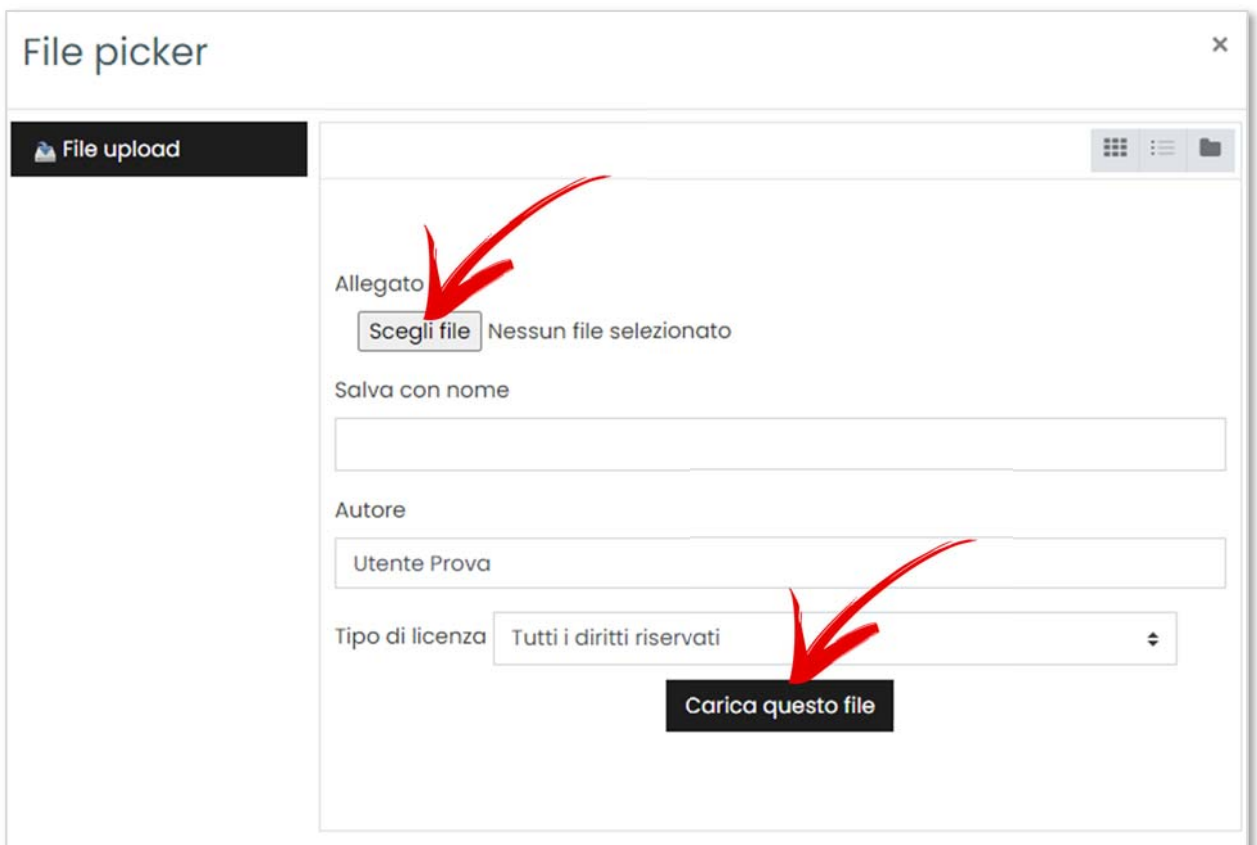 File picker
File upload
Allegato
Scegli file Nessun file selezionato
Salva con nome
Autore
Utente Prova
Tipo di licenza Tutti i diritti riservati
Carica questo file